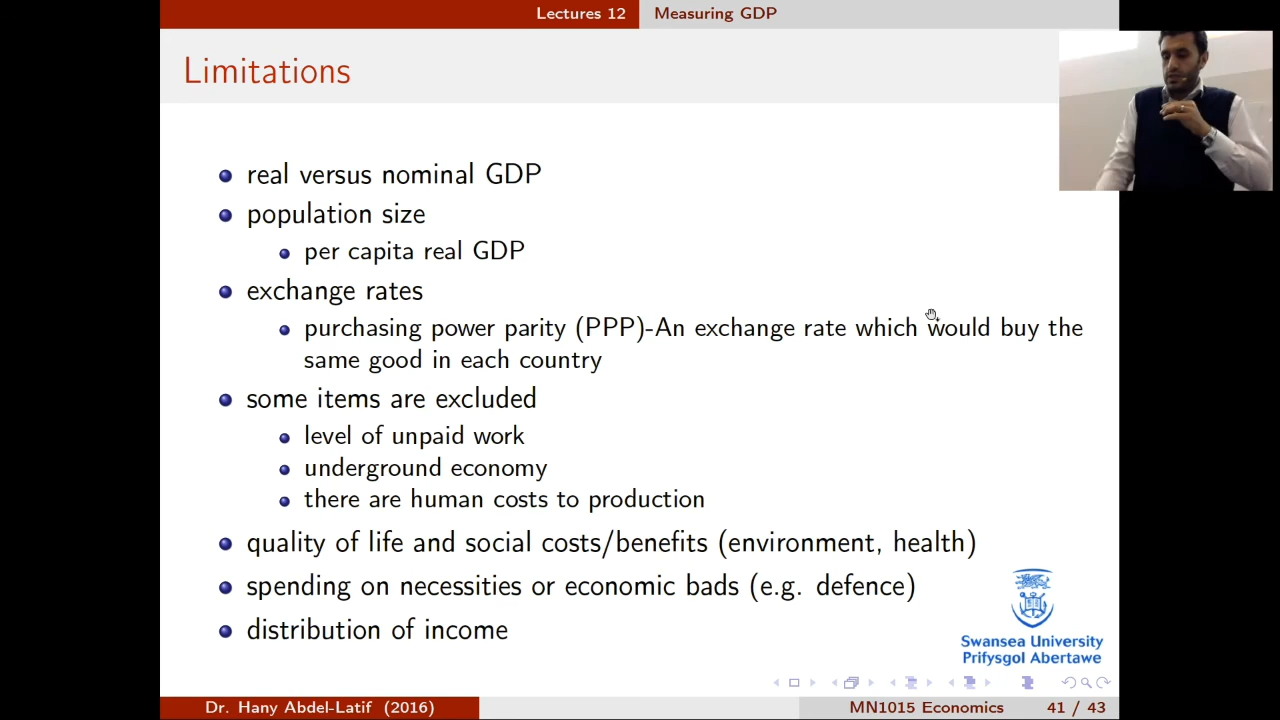 Lectures 12 Measuring GDP
Limitations
real versus nominal GDP
population size
per capita real GDP
exchange rates
purchasing power parity (PPP)-An exchange rate which would buy the
same good in each country
some items are excluded
level of unpaid work
underground economy
there are human costs to production
quality of life and social costs/benefits (environment, health)
spending on necessities or economic bads (e.g. defence)
distribution of income
Swansea University
Prifysgol Abertawe
Dr. Hany Abdel-Latif (2016) MN1015 Economics 41 / 43